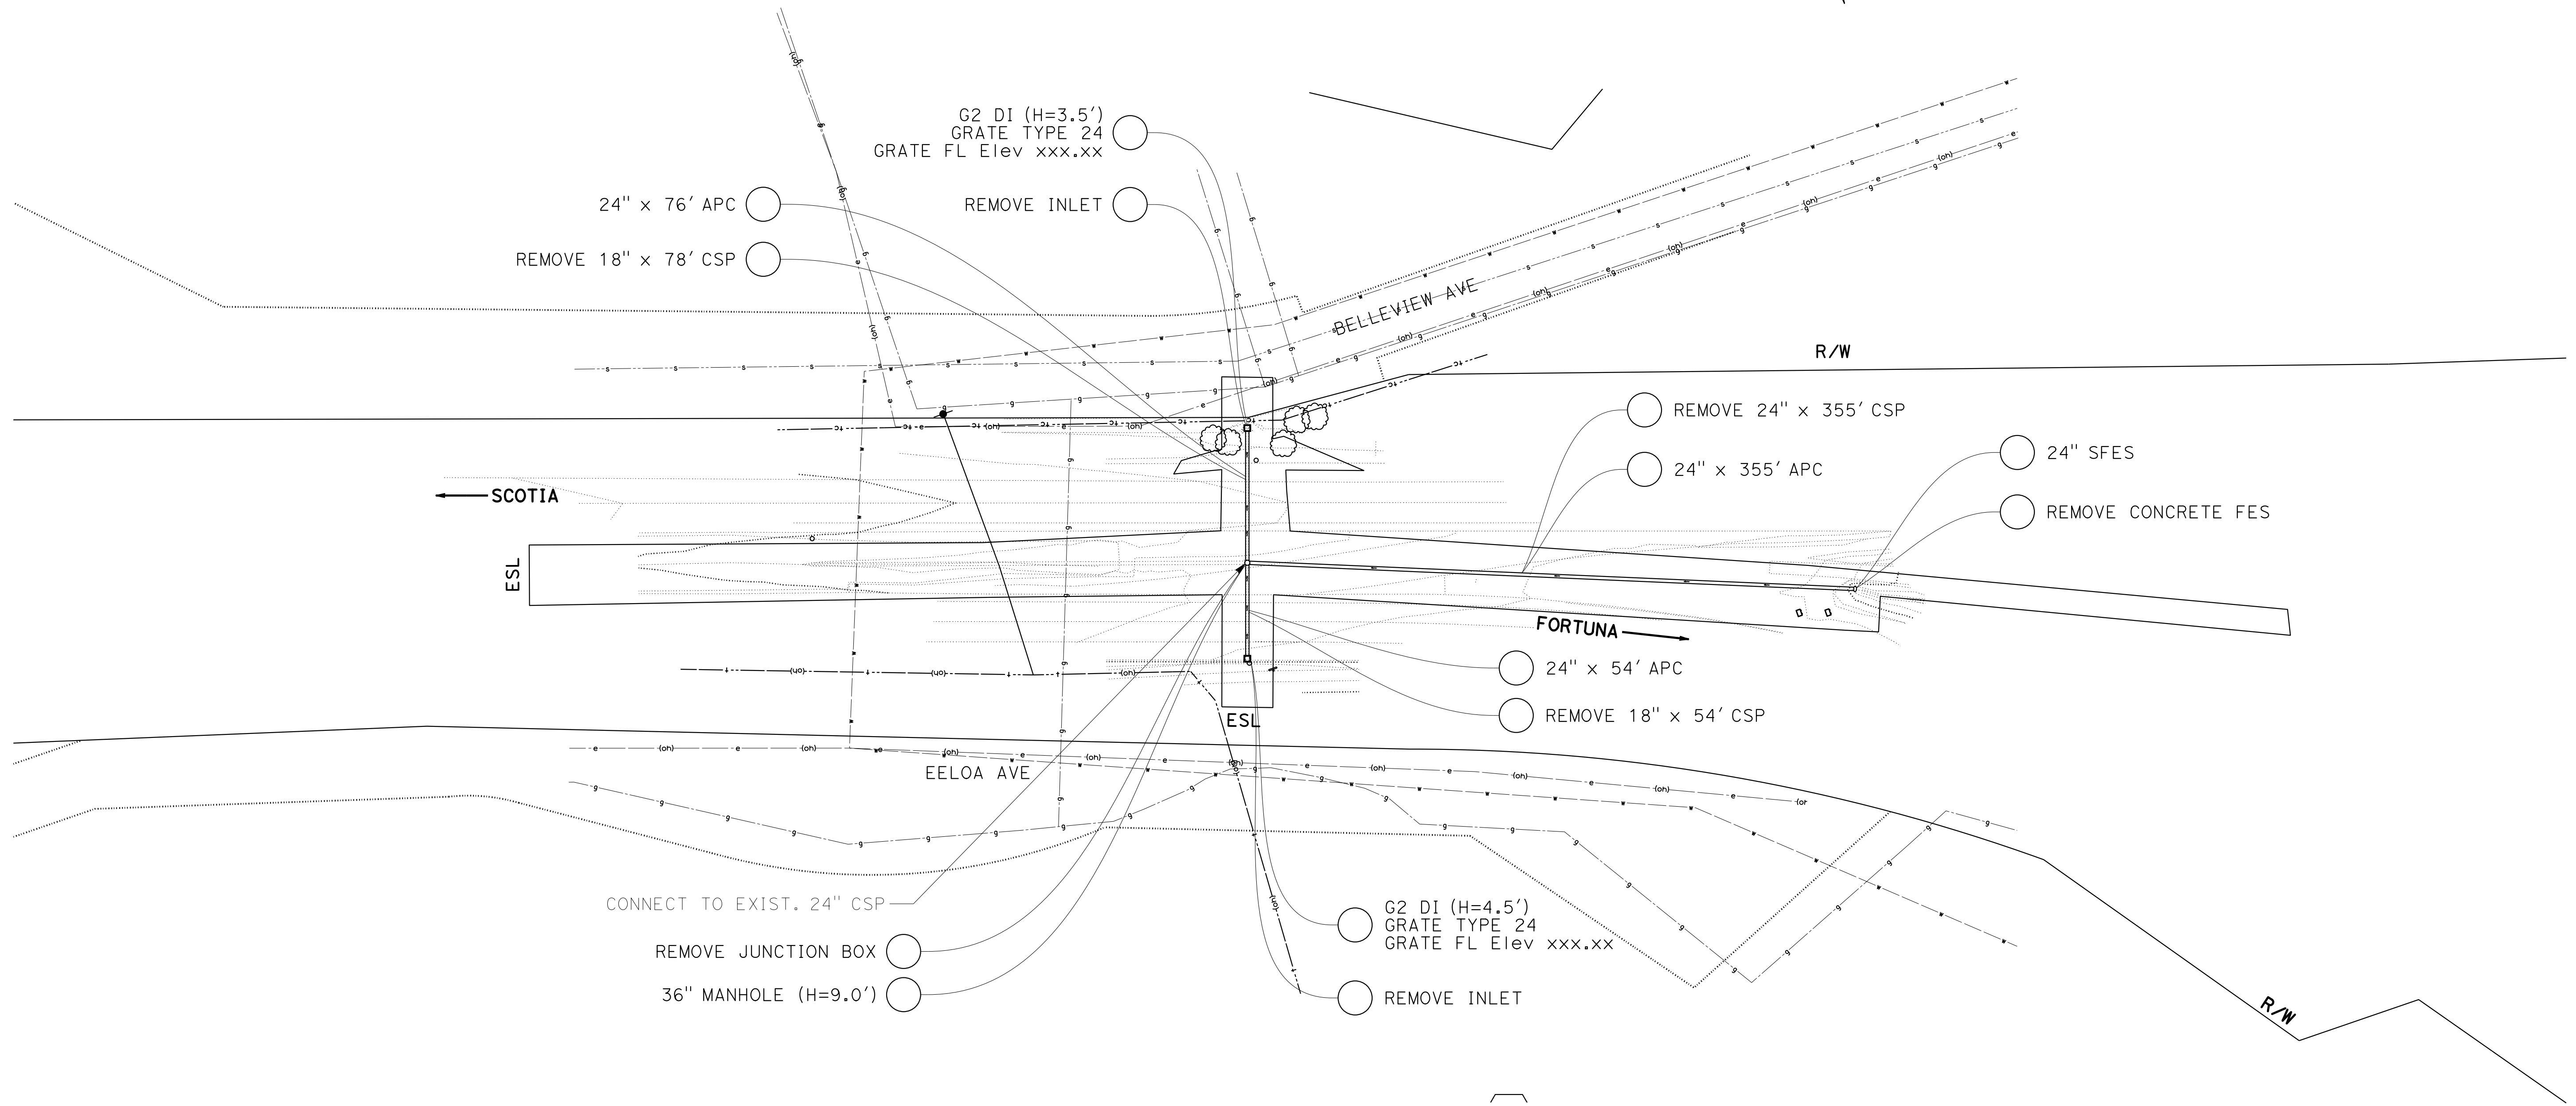 G2 DI (H=3.5')
GRATE TYPE 24
GRATE FL Elev xxx.xx
24" x 76' APC
REMOVE INLET
REMOVE 18" x 78' CSP
BELLEVIEW AVE
R/W
REMOVE 24" x 355' CSP
24" x 355' APC
24" SFES
REMOVE CONCRETE FES
SCOTIA
ESL
FORTUNA
24" x 54' APC
REMOVE 18" x 54' CSP
ESL
EELOA AVE
CONNECT TO EXIST. 24" CSP
REMOVE JUNCTION BOX
36" MANHOLE (H=9.0')
G2 DI (H=4.5')
GRATE TYPE 24
GRATE FL Elev xxx.xx
REMOVE INLET
R/W